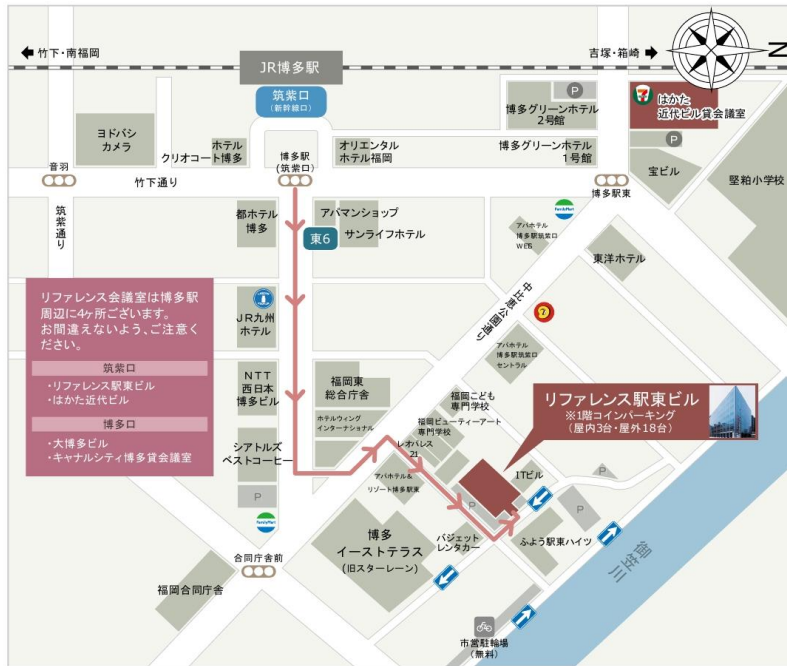 竹下・南福岡
吉塚・箱崎
N
JR博多駅
筑紫口
(新幹線口)
P
博多グリーンホテル
2号館
7
はかた
近代ビル貸会議室
P
ヨドバシ
カメラ
ホテル
クリオコート博多
博多駅
(筑紫口)
オリエンタル
ホテル福岡
博多グリーンホテル
1号館
宝ビル
堅粕小学校
音羽
竹下通り
博多駅東
筑紫通り
都ホテル
博多
アパマンショップ
東6
サンライフホテル
FamilyMart
アパホテル
博多駅筑紫口
WEIS
東洋ホテル
中比恵公園通り
リファレンス会議室は博多駅
周辺に4ヶ所ございます。
お間違えないよう、ご注意く
ださい。
筑紫口
・リファレンス駅東ビル
・はかた近代ビル
博多口
・大博多ビル
・キャナルシティ博多貸会議室
JR九州
ホテル
7
アパホテル
博多駅筑紫口
セントラル
NTT
西日本
博多ビル
福岡東
総合庁舎
福岡こども
専門学校
リファレンス駅東ビル
※1階コインパーキング
(屋内3台・屋外18台)
ホテルウィング
インターナショナル
福岡ビューティーアート
専門学校
シアトルズ
ベストコーヒー
レオパレス
21
ITビル
P
アパホテル&
リゾート博多駅東
P
P
P
FamilyMart
博多
イーストテラス
(旧スターレーン)
バジェット
レンタカー
ふよう駅東ハイツ
御笠川
合同庁舎前
福岡合同庁舎
市営駐輪場
(無料)